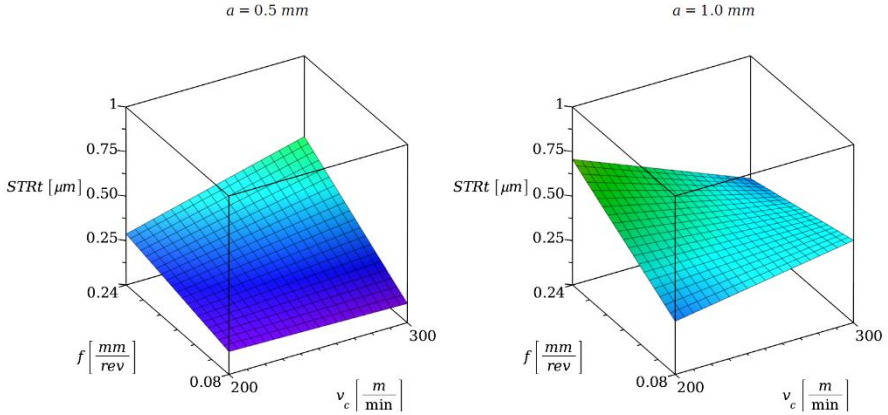 a = 0.5 mm
1
0.75
STRt [μm]
0.50
0.25
0.24
f [mm/rev]
0.08
200
v_c [m/min]
300
a = 1.0 mm
1
0.75
STRt [μm]
0.50
0.25
0.24
f [mm/rev]
0.08
200
v_c [m/min]
300